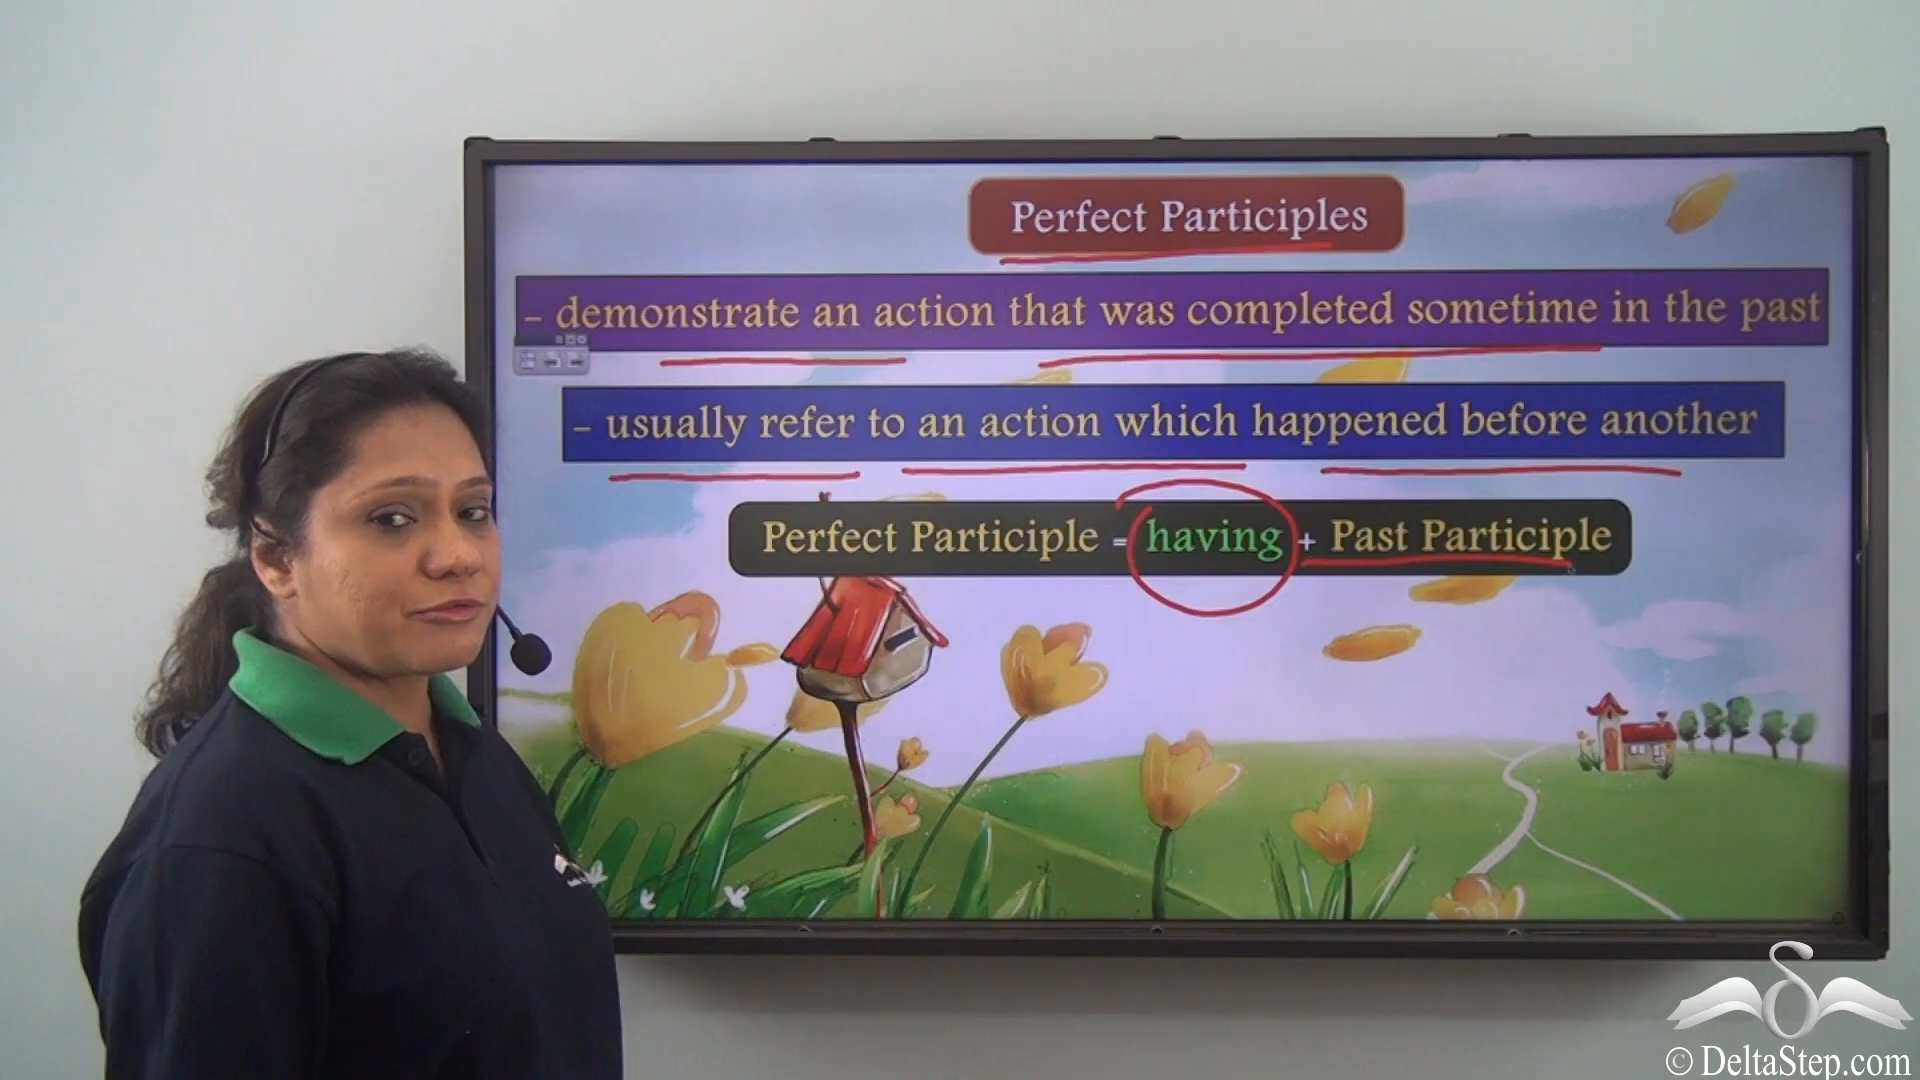 Perfect Participles
- demonstrate an action that was completed sometime in the past
- usually refer to an action which happened before another
Perfect Participle = having + Past Participle
© DeltaStep.com